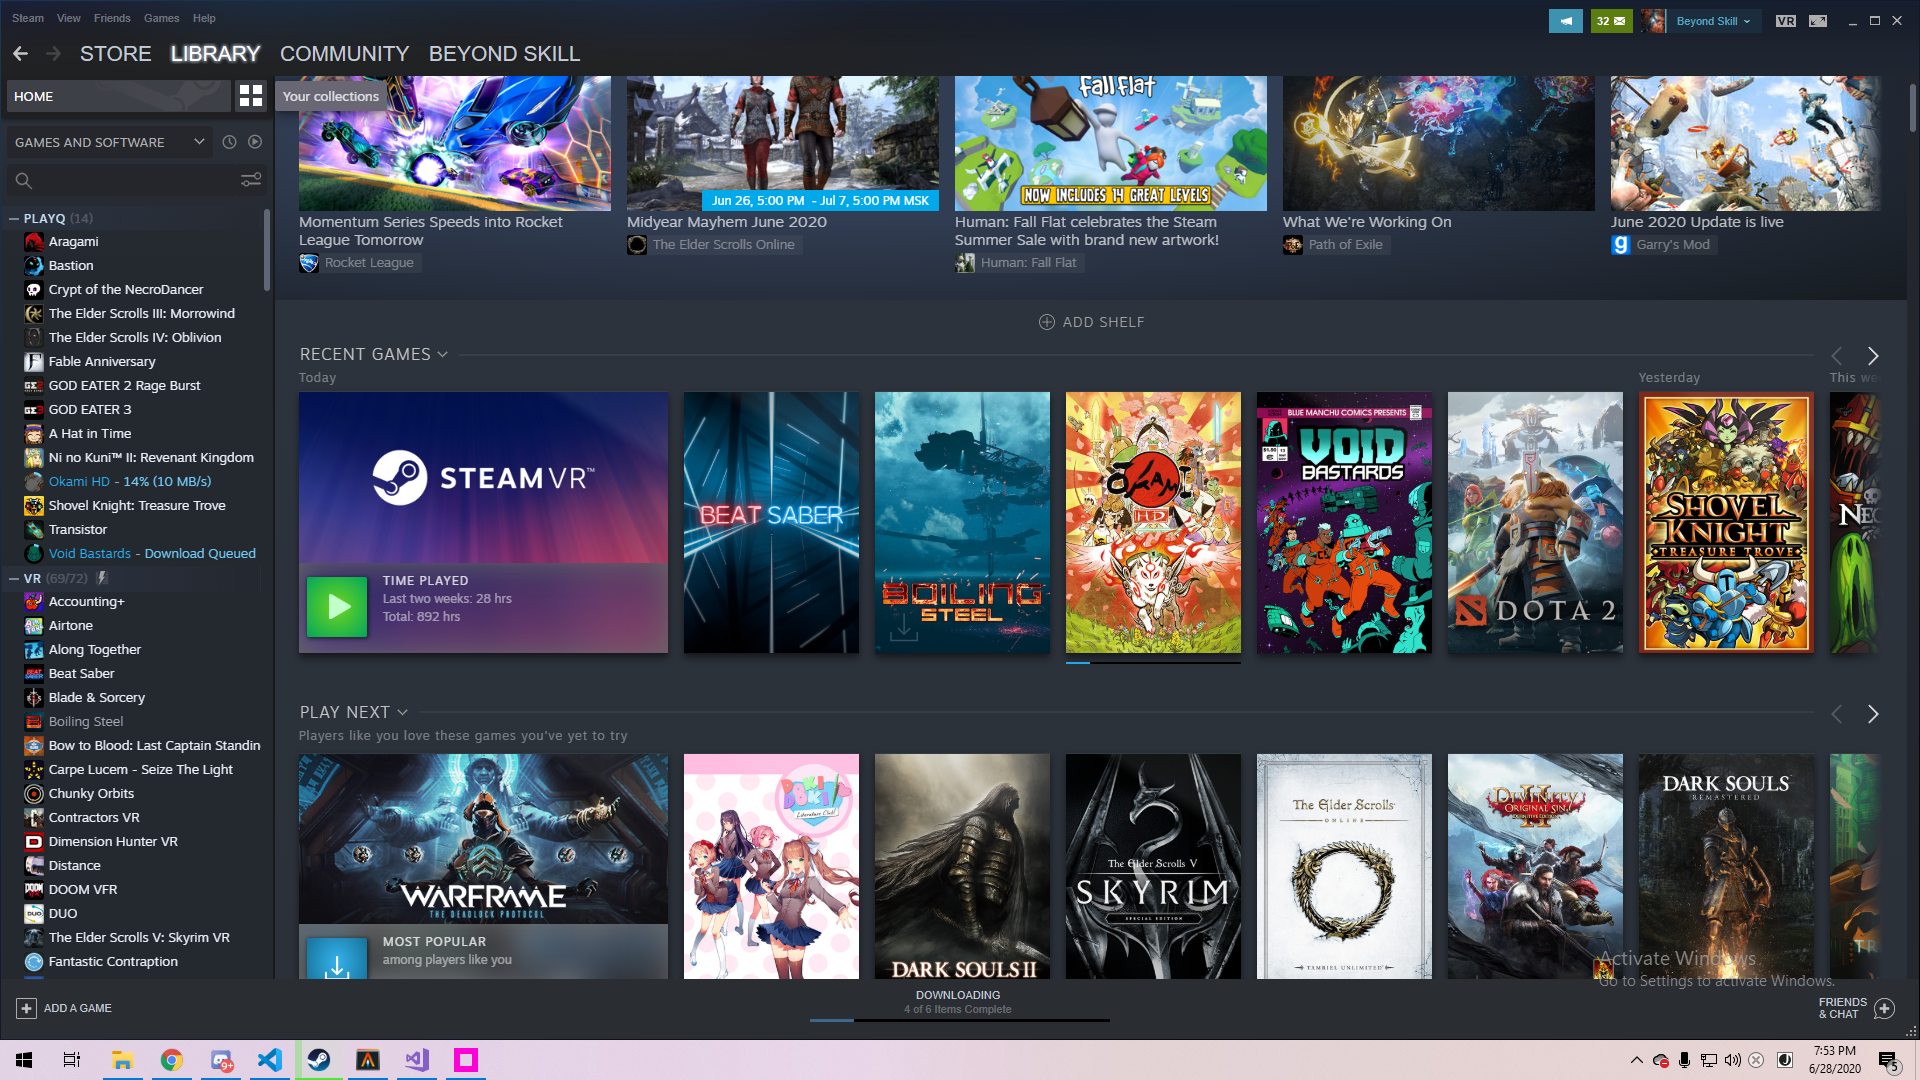 Steam View Friends Games Help
32
Beyond Skill
VR
STORE LIBRARY COMMUNITY BEYOND SKILL
HOME
Your collections
GAMES AND SOFTWARE
PLAYQ (14)
Aragami
Bastion
Crypt of the NecroDancer
The Elder Scrolls III: Morrowind
The Elder Scrolls IV: Oblivion
Fable Anniversary
GOD EATER 2 Rage Burst
GOD EATER 3
A Hat in Time
Ni no Kuni™ II: Revenant Kingdom
Okami HD - 14% (10 MB/s)
Shovel Knight: Treasure Trove
Transistor
Void Bastards - Download Queued
VR (69/72)
Accounting+
Airtone
Along Together
Beat Saber
Blade & Sorcery
Boiling Steel
Bow to Blood: Last Captain Standin
Carpe Lucem - Seize The Light
Chunky Orbits
Contractors VR
Dimension Hunter VR
Distance
DOOM VFR
DUO
The Elder Scrolls V: Skyrim VR
Fantastic Contraption
ADD A GAME
Momentum Series Speeds into Rocket
League Tomorrow
Rocket League
Jun 26, 5:00 PM - Jul 7, 5:00 PM MSK
Midyear Mayhem June 2020
The Elder Scrolls Online
fall flat
NOW INCLUDES 14 GREAT LEVELS
Human: Fall Flat celebrates the Steam
Summer Sale with brand new artwork!
Human: Fall Flat
What We're Working On
Path of Exile
June 2020 Update is live
Garry's Mod
ADD SHELF
RECENT GAMES
Today
Yesterday
This we
STEAMVR™
TIME PLAYED
Last two weeks: 28 hrs
Total: 892 hrs
BEAT SABER
BOILING
STEEL
OKAMI
HD
BLUE MANCHU COMICS PRESENTS
VOID
BASTARDS
DOTA 2
SHOVEL
KNIGHT
TREASURE TROVE
NEC
PLAY NEXT
Players like you love these games you've yet to try
WARFRAME
THE DEADLOCK PROTOCOL
MOST POPULAR
among players like you
DOKI
DOKI
Literature Club!
DARK SOULS II
The Elder Scrolls V
SKYRIM
SPECIAL EDITION
The Elder Scrolls
ONLINE
TAMRIEL UNLIMITED
DIVINITY
ORIGINAL SIN
II
DEFINITIVE EDITION
DARK SOULS
REMASTERED
TR
Activate Windows
Go to Settings to activate Windows.
DOWNLOADING
4 of 6 Items Complete
FRIENDS
& CHAT
9+
7:53 PM
6/28/2020
5